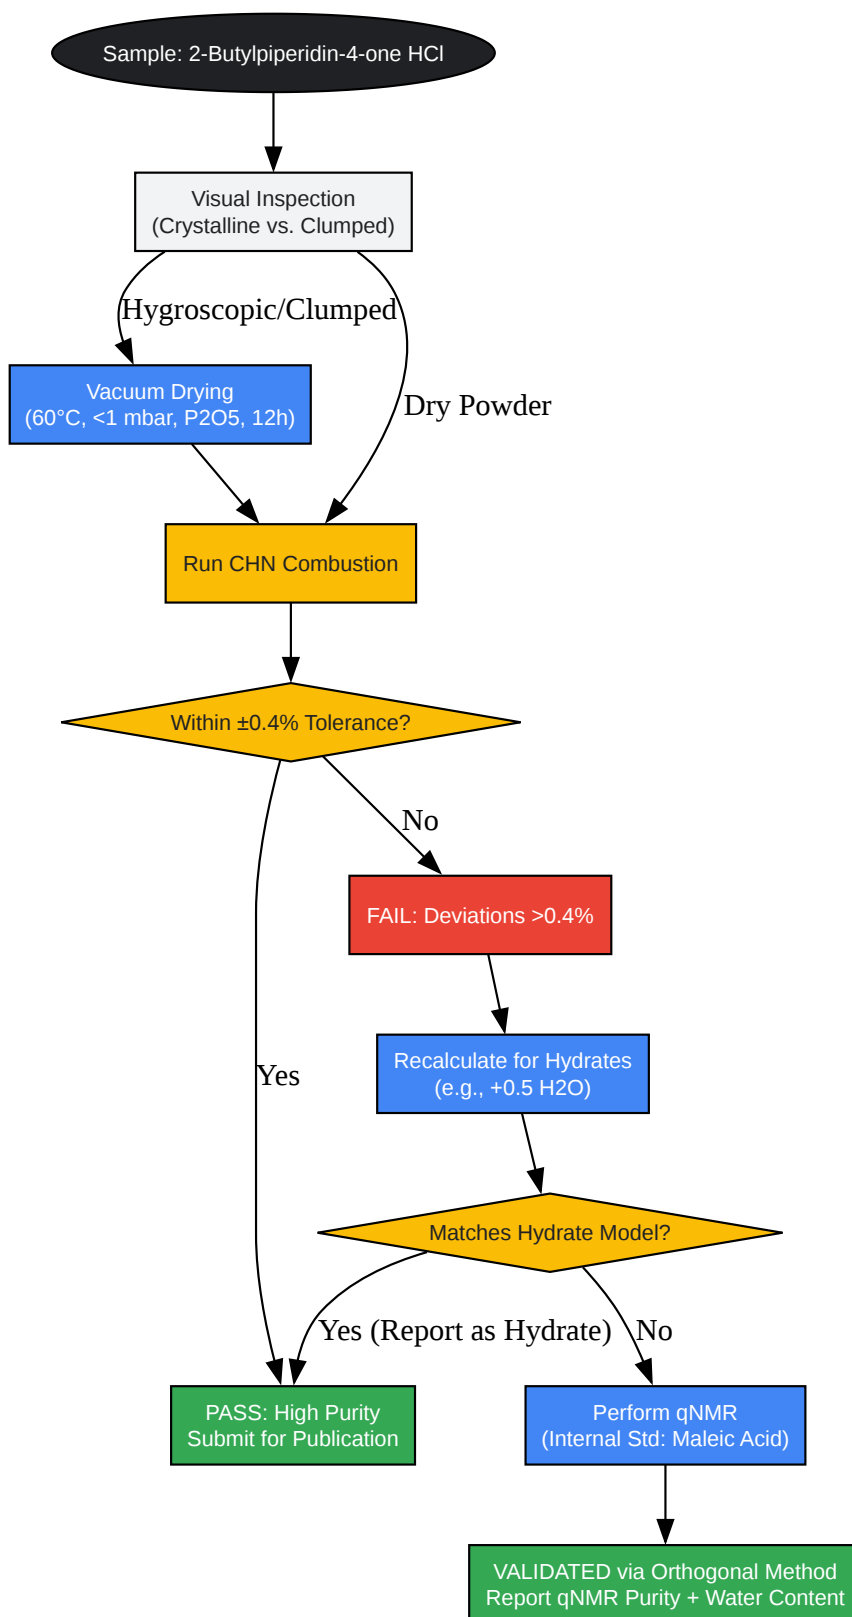 Sample: 2-Butylpiperidin-4-one HCl
Visual Inspection
(Crystalline vs. Clumped)
Hygroscopic/Clumped
Vacuum Drying
(60°C, <1 mbar, P2O5, 12h)
Dry Powder
Run CHN Combustion
Within ±0.4% Tolerance?
No
FAIL: Deviations >0.4%
Yes
Recalculate for Hydrates
(e.g., +0.5 H2O)
Matches Hydrate Model?
Yes (Report as Hydrate)
No
PASS: High Purity
Submit for Publication
Perform qNMR
(Internal Std: Maleic Acid)
VALIDATED via Orthogonal Method
Report qNMR Purity + Water Content